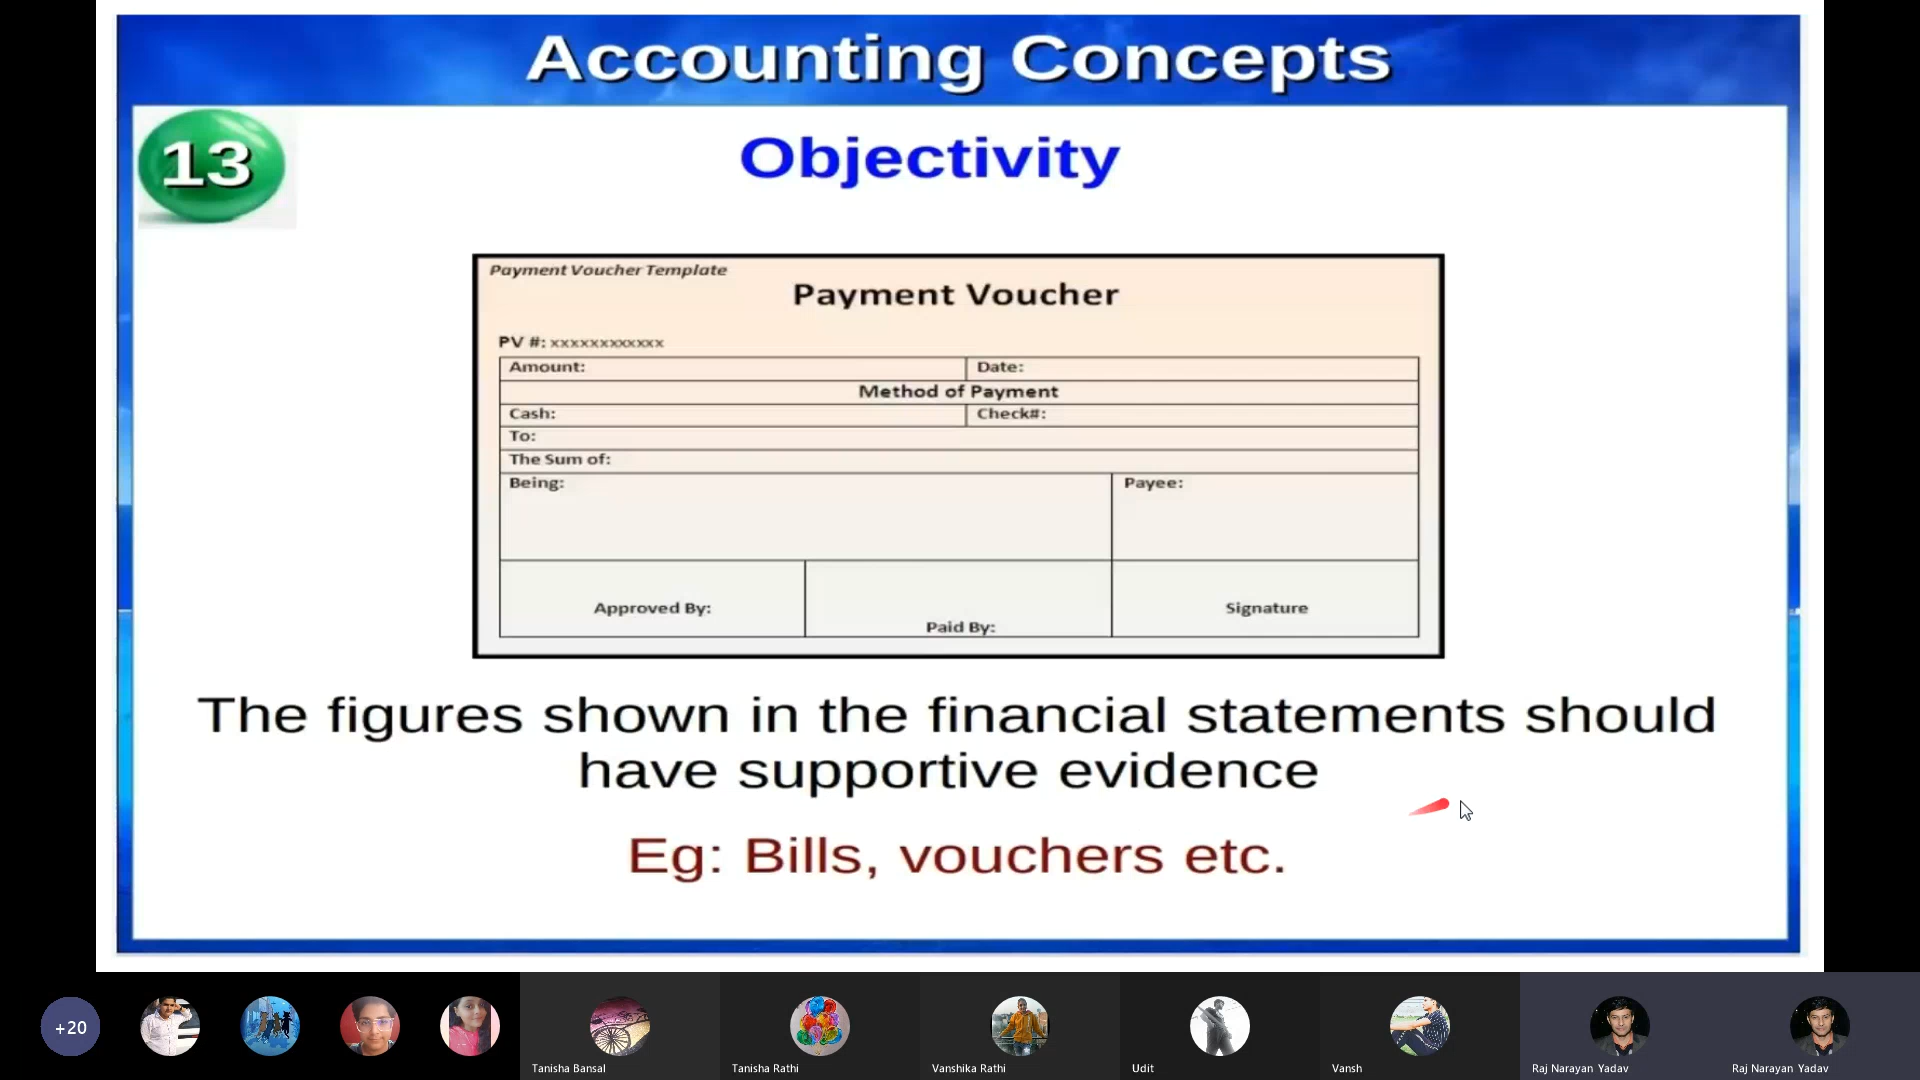 Accounting Concepts
13
Objectivity
Payment Voucher Template
Payment Voucher
PV #: xxxxxxxxxxxx
Amount: Date:
Method of Payment
Cash: Check#:
To:
The Sum of:
Being: Payee:
Approved By: Paid By: Signature
The figures shown in the financial statements should
have supportive evidence
Eg: Bills, vouchers etc.
+20
Tanisha Bansal Tanisha Rathi Vanshika Rathi Udit Vansh Raj Narayan Yadav Raj Narayan Yadav